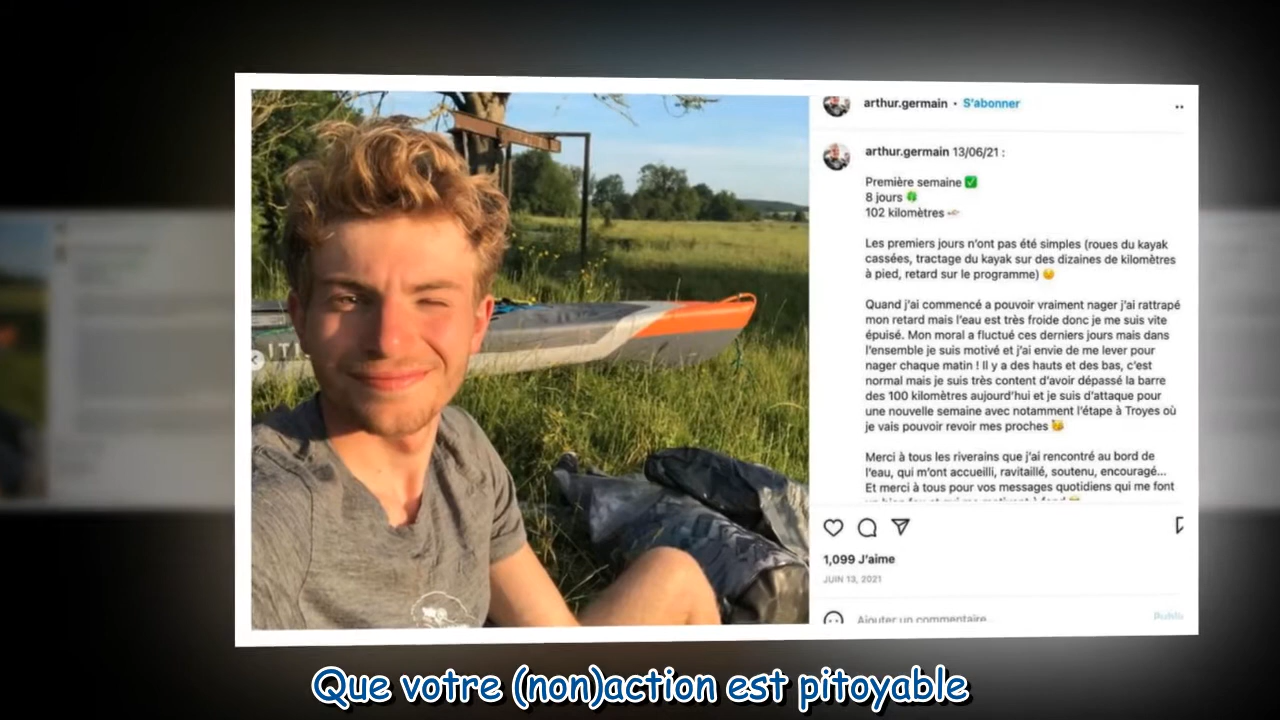 arthur.germain • S'abonner
arthur.germain 13/06/21 :
Première semaine ✅
8 jours 🍀
102 kilomètres
Les premiers jours n'ont pas été simples (roues du kayak
cassées, tractage du kayak sur des dizaines de kilomètres
à pied, retard sur le programme)
Quand j'ai commencé a pouvoir vraiment nager j'ai rattrapé
mon retard mais l'eau est très froide donc je me suis vite
épuisé. Mon moral a fluctué ces derniers jours mais dans
l'ensemble je suis motivé et j'ai envie de me lever pour
nager chaque matin ! Il y a des hauts et des bas, c'est
normal mais je suis très content d'avoir dépassé la barre
des 100 kilomètres aujourd'hui et je suis d'attaque pour
une nouvelle semaine avec notamment l'étape à Troyes où
je vais pouvoir revoir mes proches
Merci à tous les riverains que j'ai rencontré au bord de
l'eau, qui m'ont accueilli, ravitaillé, soutenu, encouragé...
Et merci à tous pour vos messages quotidiens qui me font
1,099 J'aime
JUIN 13, 2021
Ajouter un commentaire...
Publie
Que votre (non)action est pitoyable